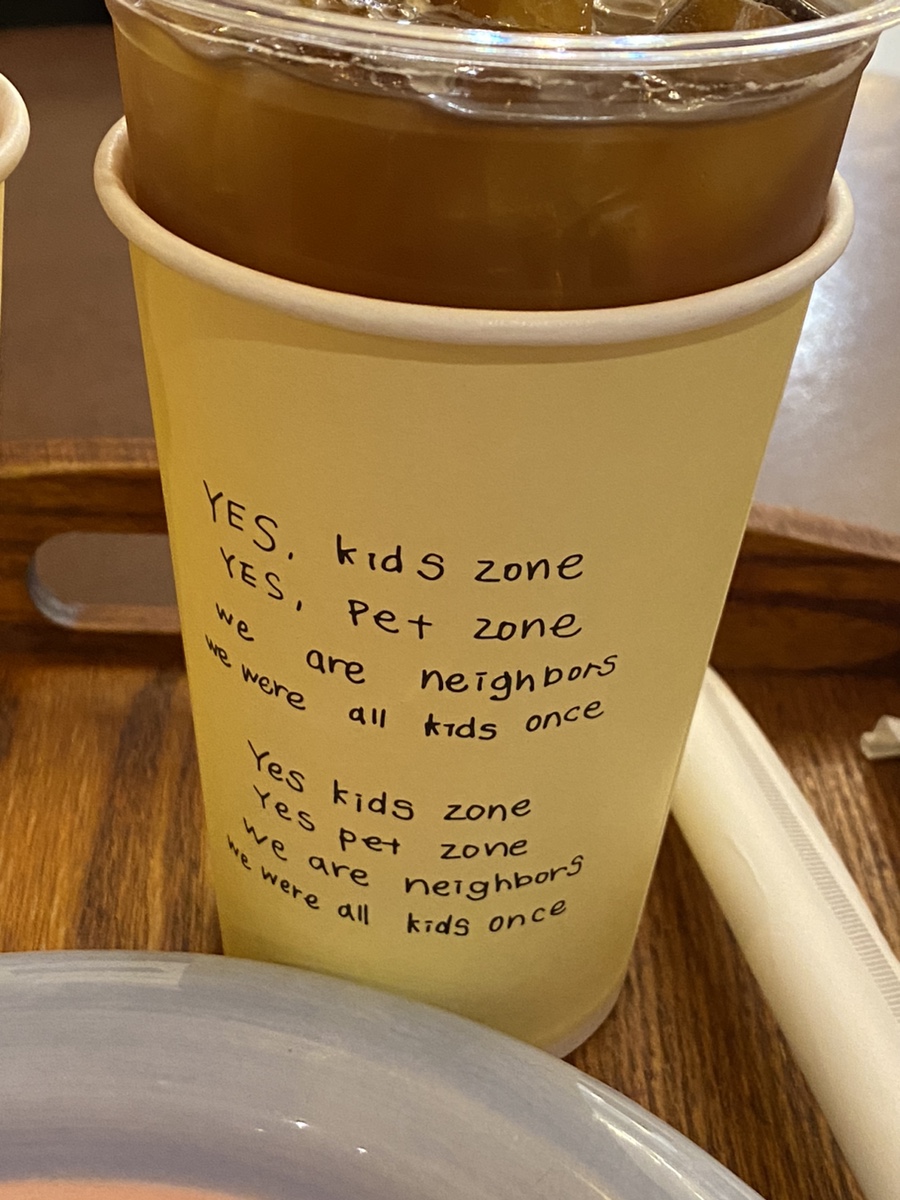 YES, kids zone
YES, Pet zone
we are neighbors
we were all kids once
Yes kids zone
Yes pet zone
we are neighbors
we were all kids once